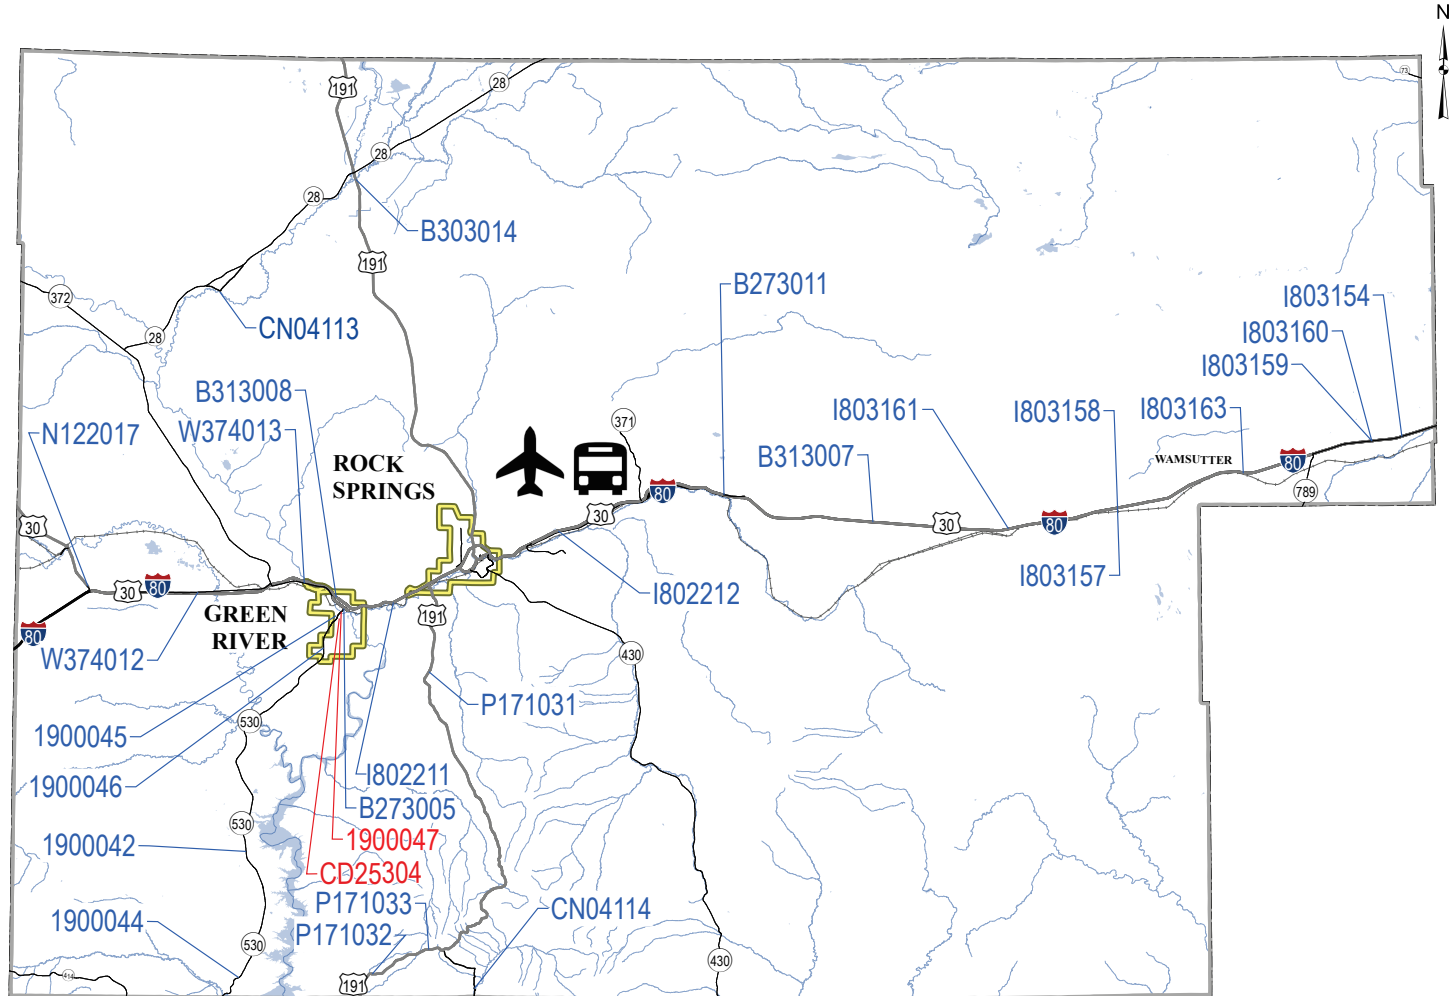 N
73
191
28
28
28
B303014
191
372
CN04113
28
B273011
I803154
I803160
I803159
B313008
W374013
N122017
ROCK
SPRINGS
371
I803161
B313007
I803158
I803163
WAMSUTTER
80
789
80
30
30
30
80
30
80
80
GREEN
RIVER
191
I802212
I803157
W374012
430
P171031
530
1900045
1900046
I802211
B273005
1900047
CD25304
530
1900042
P171033
P171032
CN04114
1900044
530
430
414
191